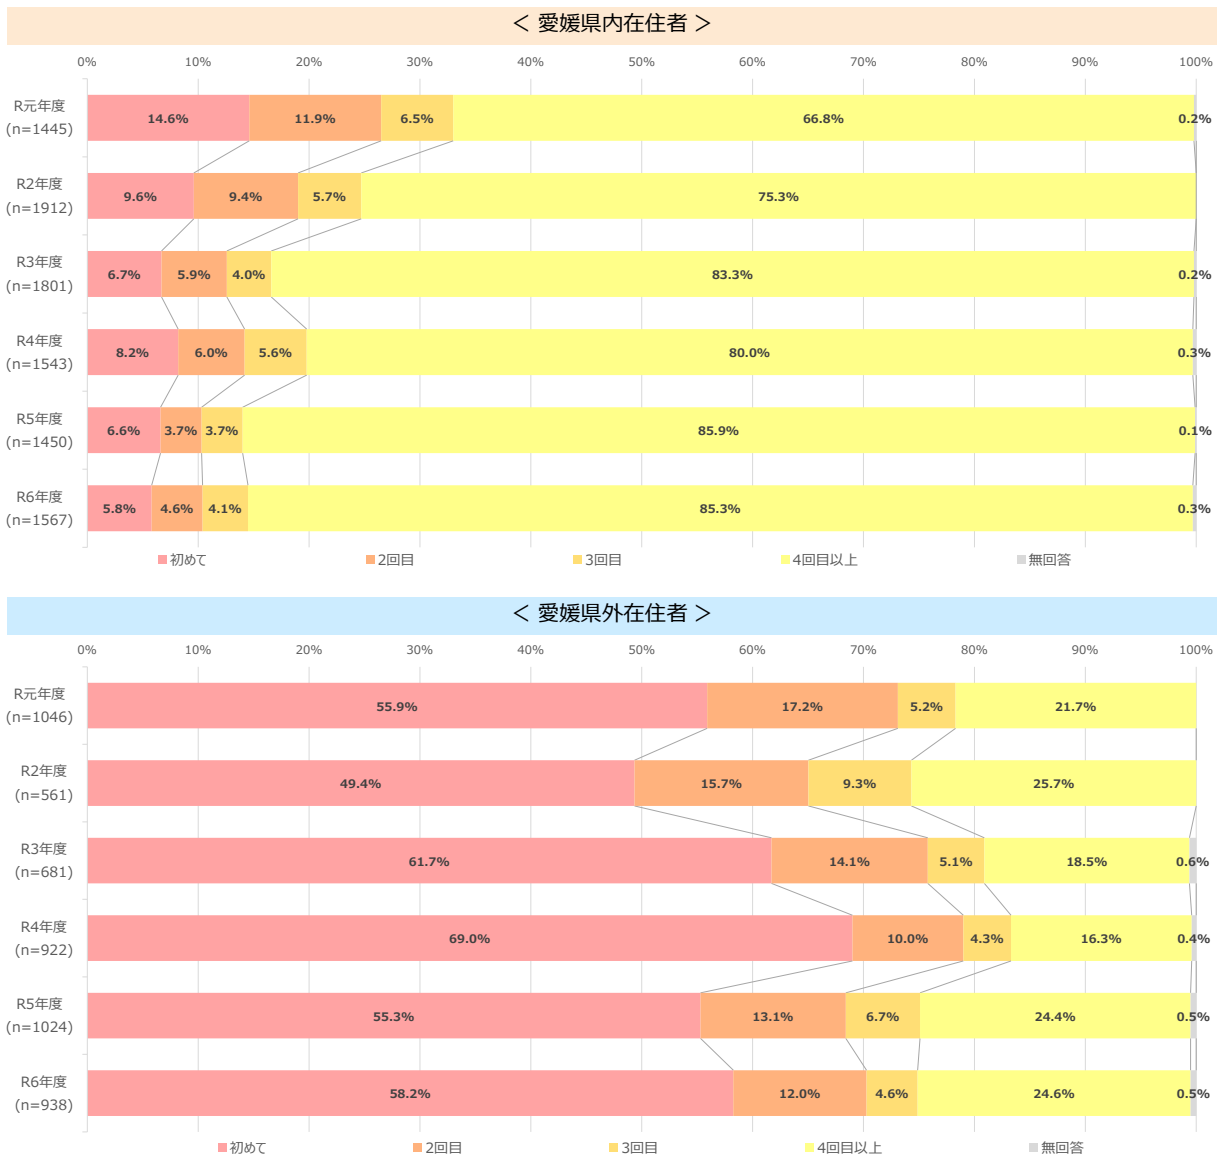 ＜ 愛媛県内在住者 ＞
0% 10% 20% 30% 40% 50% 60% 70% 80% 90% 100%
R元年度
(n=1445)
14.6% 11.9% 6.5% 66.8% 0.2%
R2年度
(n=1912)
9.6% 9.4% 5.7% 75.3%
R3年度
(n=1801)
6.7% 5.9% 4.0% 83.3% 0.2%
R4年度
(n=1543)
8.2% 6.0% 5.6% 80.0% 0.3%
R5年度
(n=1450)
6.6% 3.7% 3.7% 85.9% 0.1%
R6年度
(n=1567)
5.8% 4.6% 4.1% 85.3% 0.3%
初めて 2回目 3回目 4回目以上 無回答
＜ 愛媛県外在住者 ＞
0% 10% 20% 30% 40% 50% 60% 70% 80% 90% 100%
R元年度
(n=1046)
55.9% 17.2% 5.2% 21.7%
R2年度
(n=561)
49.4% 15.7% 9.3% 25.7%
R3年度
(n=681)
61.7% 14.1% 5.1% 18.5% 0.6%
R4年度
(n=922)
69.0% 10.0% 4.3% 16.3% 0.4%
R5年度
(n=1024)
55.3% 13.1% 6.7% 24.4% 0.5%
R6年度
(n=938)
58.2% 12.0% 4.6% 24.6% 0.5%
初めて 2回目 3回目 4回目以上 無回答